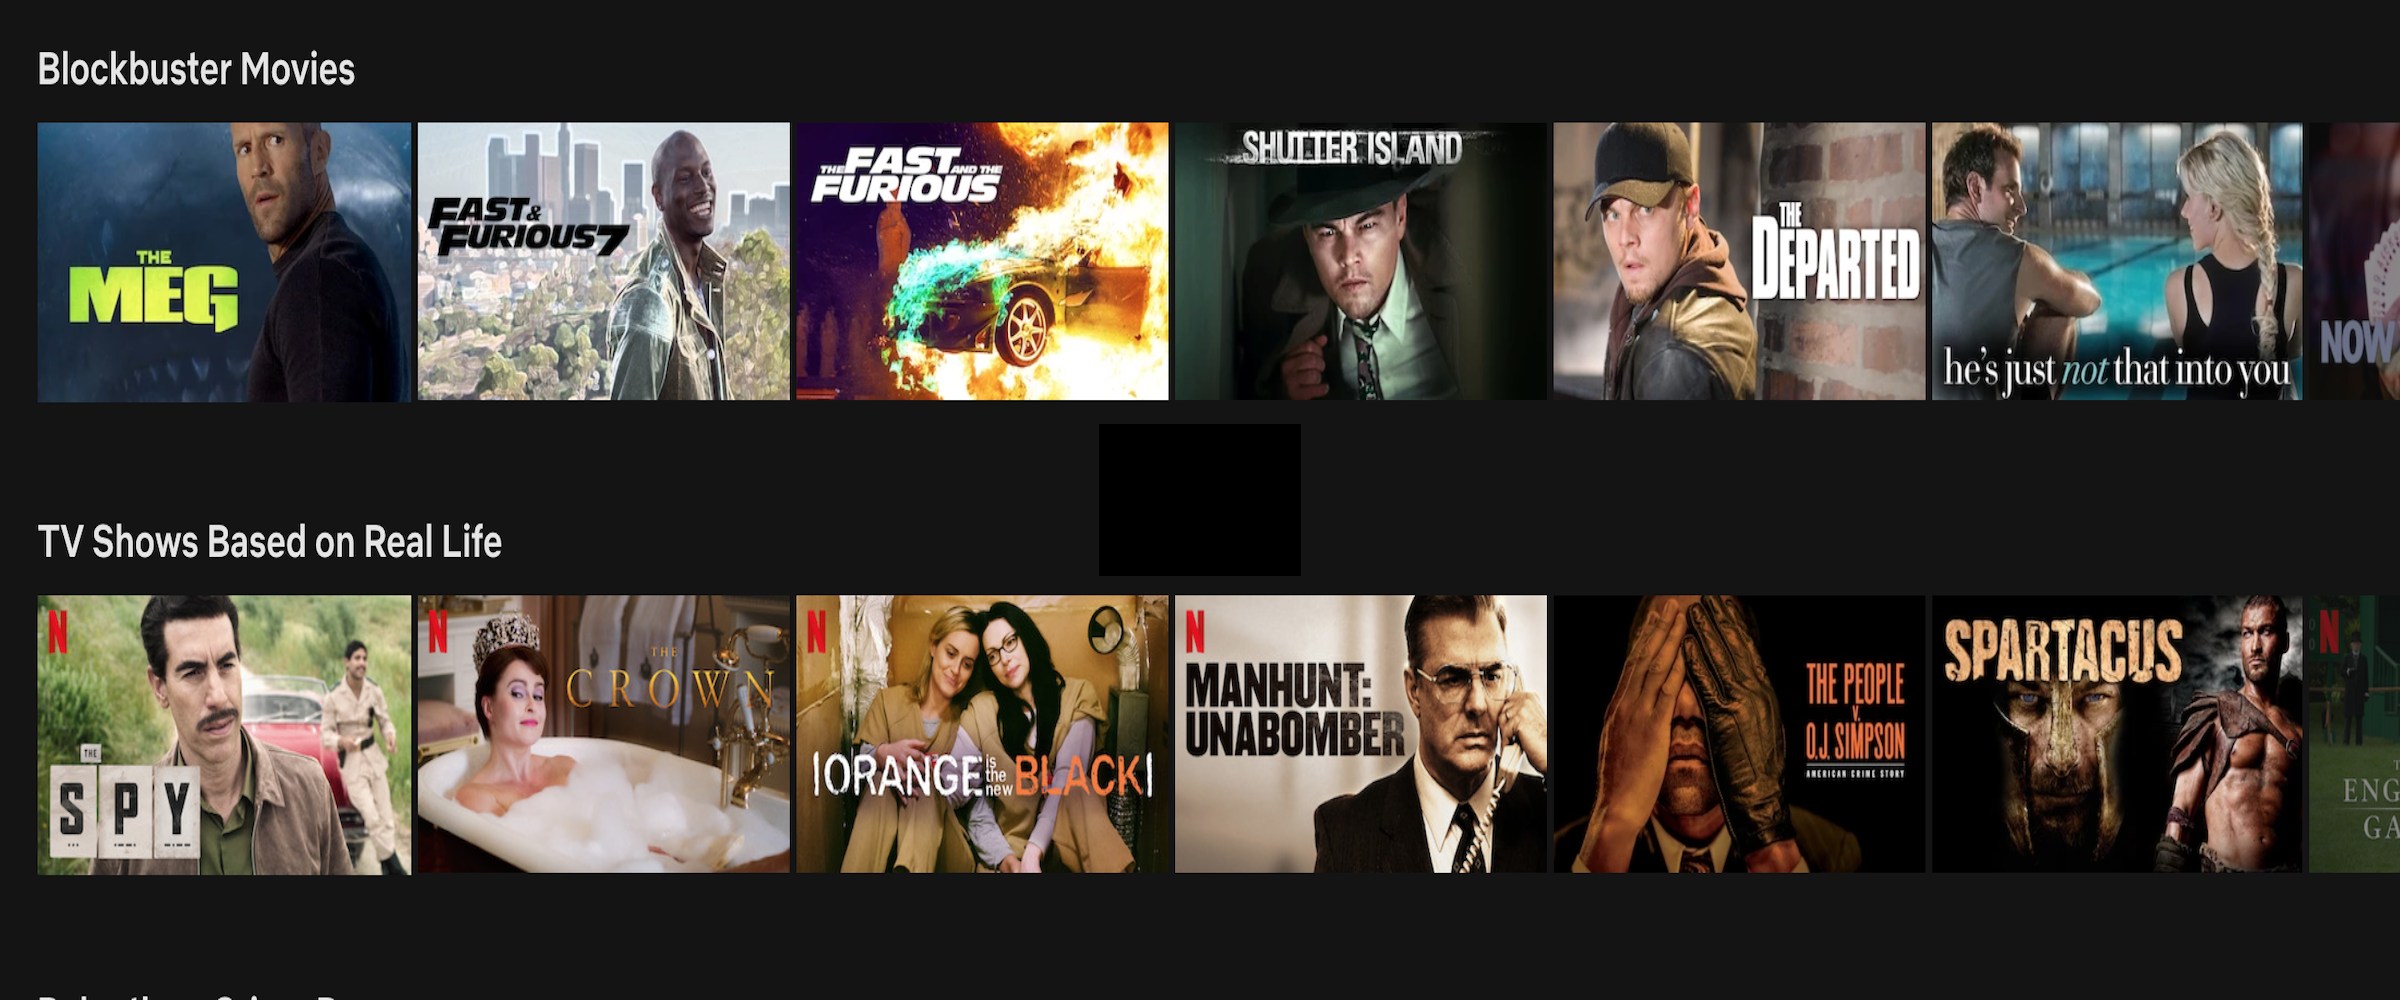 Blockbuster Movies
THE
MEG
FAST &
FURIOUS 7
THE FAST AND THE
FURIOUS
SHUTTER ISLAND
THE
DEPARTED
he's just not that into you
NOW
TV Shows Based on Real Life
N
THE
SPY
N
THE
CROWN
N
ORANGE is the new BLACK
N
MANHUNT:
UNABOMBER
THE PEOPLE
V.
O.J. SIMPSON
AMERICAN CRIME STORY
SPARTACUS
N
ENG
GA